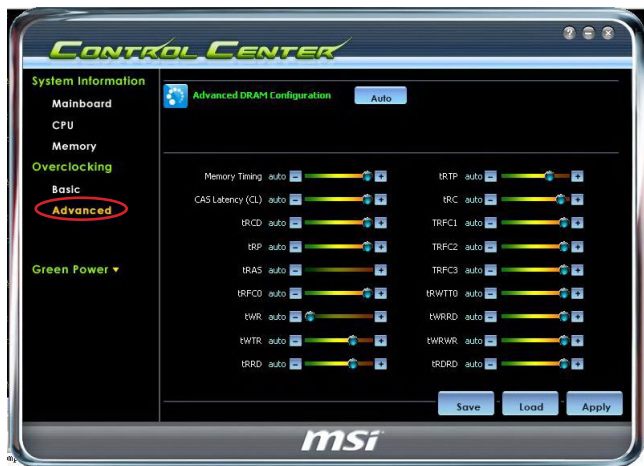 CONTROL CENTER
System Information
Mainboard
CPU
Memory
Overclocking
Basic
Advanced
Green Power
Advanced DRAM Configuration Auto
Memory Timing auto
CAS Latency (CL) auto
tRCD auto
tRP auto
tRAS auto
tRFC0 auto
tWR auto
tWTR auto
tRRD auto
tRTP auto
tRC auto
TRFC1 auto
TRFC2 auto
TRFC3 auto
tRWTT0 auto
tWRRD auto
tWRWR auto
tRDRD auto
Save Load Apply
msi